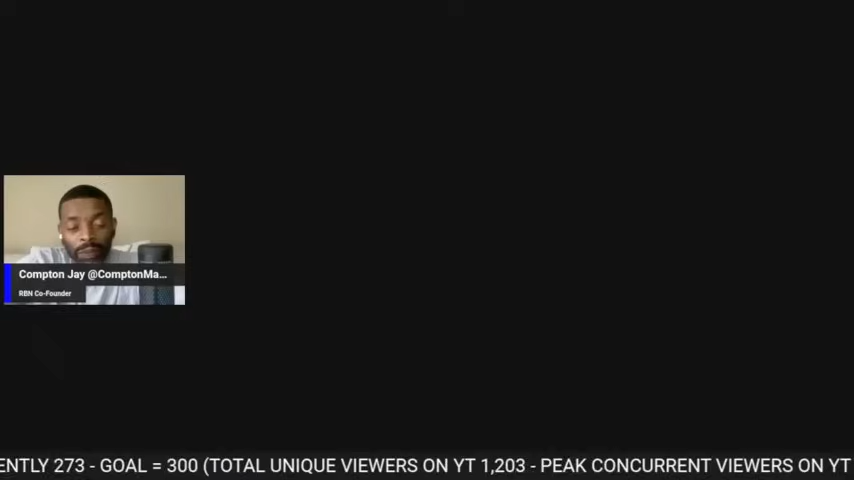 Compton Jay @ComptonMa...
RBN Co-Founder
ENTLY 273 - GOAL = 300 (TOTAL UNIQUE VIEWERS ON YT 1,203 - PEAK CONCURRENT VIEWERS ON YT